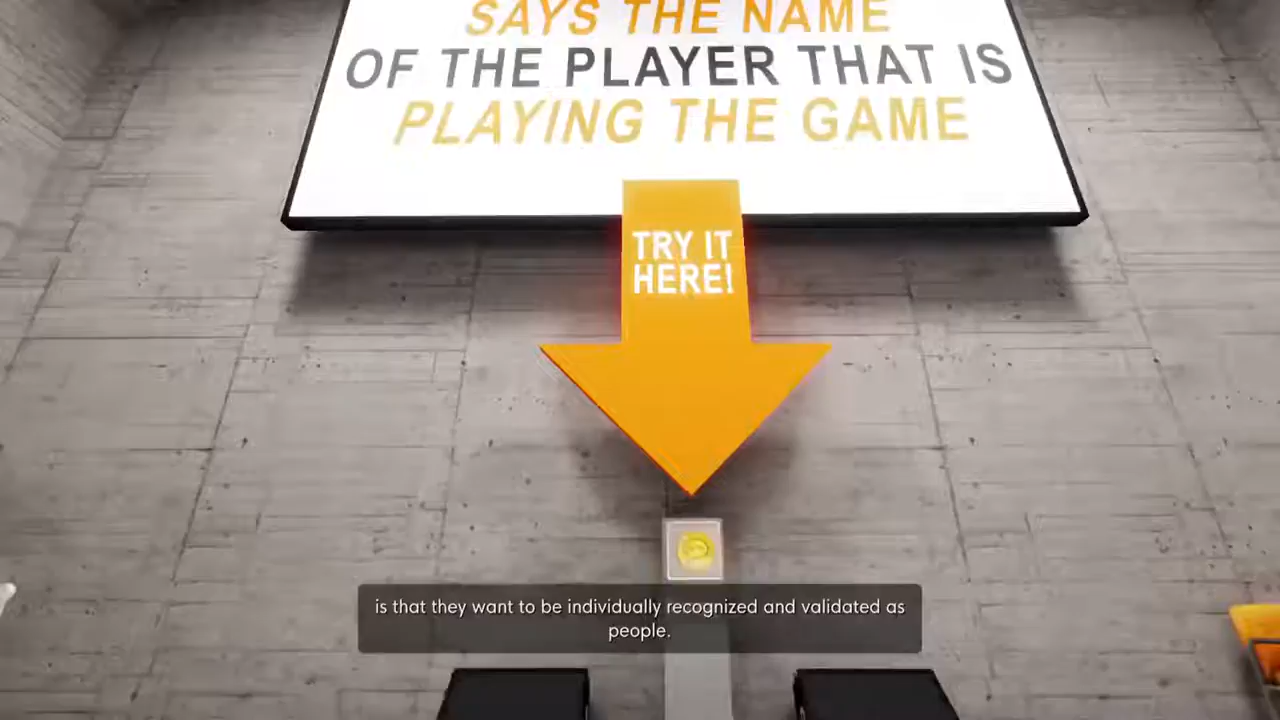 SAYS THE NAME
OF THE PLAYER THAT IS
PLAYING THE GAME
TRY IT
HERE!
is that they want to be individually recognized and validated as
people.